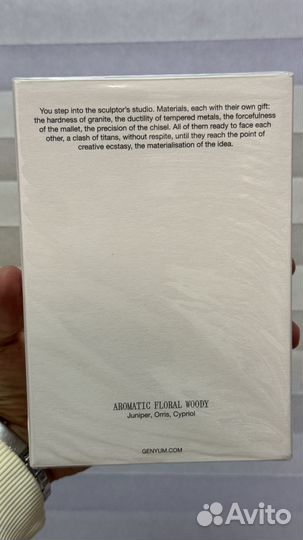 You step into the sculptor's studio. Materials, each with their own gift:
the hardness of granite, the ductility of tempered metals, the forcefulness
of the mallet, the precision of the chisel. All of them ready to face each
other, a clash of titans, without respite, until they reach the point of
creative ecstasy, the materialisation of the idea.
AROMATIC FLORAL WOODY
Juniper, Orris, Cypriol
GENYUM.COM
Avito